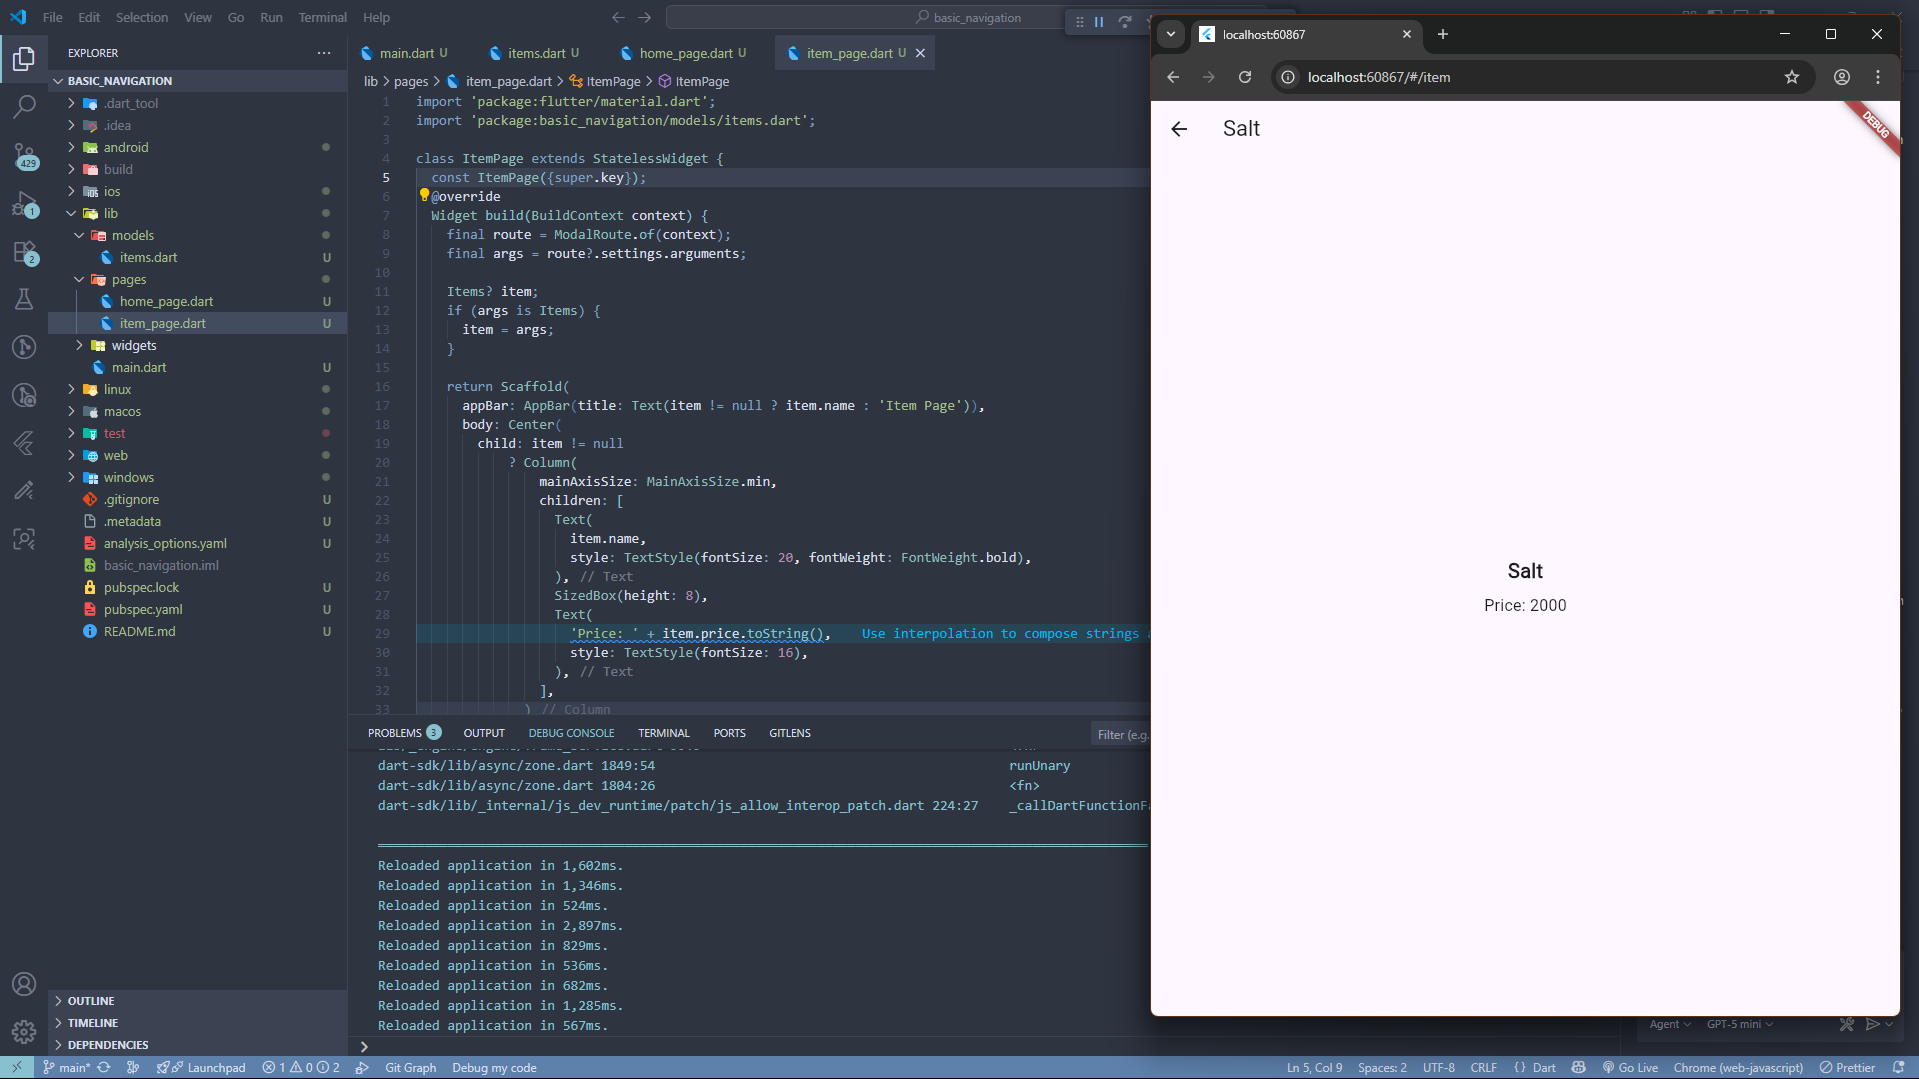 File Edit Selection View Go Run Terminal Help
basic_navigation
EXPLORER
BASIC_NAVIGATION
.dart_tool
.idea
android
build
ios
lib
models
items.dart U
pages
home_page.dart U
item_page.dart U
widgets
main.dart U
linux
macos
test
web
windows
.gitignore U
.metadata U
analysis_options.yaml U
basic_navigation.iml
pubspec.lock U
pubspec.yaml U
README.md U
OUTLINE
TIMELINE
DEPENDENCIES
429
1
2
main.dart U items.dart U home_page.dart U item_page.dart U
lib > pages > item_page.dart > ItemPage > ItemPage
1 import 'package:flutter/material.dart';
2 import 'package:basic_navigation/models/items.dart';
3
4 class ItemPage extends StatelessWidget {
5 const ItemPage({super.key});
6 @override
7 Widget build(BuildContext context) {
8 final route = ModalRoute.of(context);
9 final args = route?.settings.arguments;
10
11 Items? item;
12 if (args is Items) {
13 item = args;
14 }
15
16 return Scaffold(
17 appBar: AppBar(title: Text(item != null ? item.name : 'Item Page')),
18 body: Center(
19 child: item != null
20 ? Column(
21 mainAxisSize: MainAxisSize.min,
22 children: [
23 Text(
24 item.name,
25 style: TextStyle(fontSize: 20, fontWeight: FontWeight.bold),
26 ), // Text
27 SizedBox(height: 8),
28 Text(
29 'Price: ' + item.price.toString(), Use interpolation to compose strings
30 style: TextStyle(fontSize: 16),
31 ), // Text
32 ],
33 ) // Column
PROBLEMS 3 OUTPUT DEBUG CONSOLE TERMINAL PORTS GITLENS
Filter (e.g.
dart-sdk/lib/async/zone.dart 1849:54 runUnary
dart-sdk/lib/async/zone.dart 1804:26 <fn>
dart-sdk/lib/_internal/js_dev_runtime/patch/js_allow_interop_patch.dart 224:27 _callDartFunctionFa
Reloaded application in 1,602ms.
Reloaded application in 1,346ms.
Reloaded application in 524ms.
Reloaded application in 2,897ms.
Reloaded application in 829ms.
Reloaded application in 536ms.
Reloaded application in 682ms.
Reloaded application in 1,285ms.
Reloaded application in 567ms.
localhost:60867
localhost:60867/#/item
Salt
DEBUG
Salt
Price: 2000
Agent GPT-5 mini
main* Launchpad 1 0 2 Git Graph Debug my code Ln 5, Col 9 Spaces: 2 UTF-8 CRLF {} Dart Go Live Chrome (web-javascript) Prettier